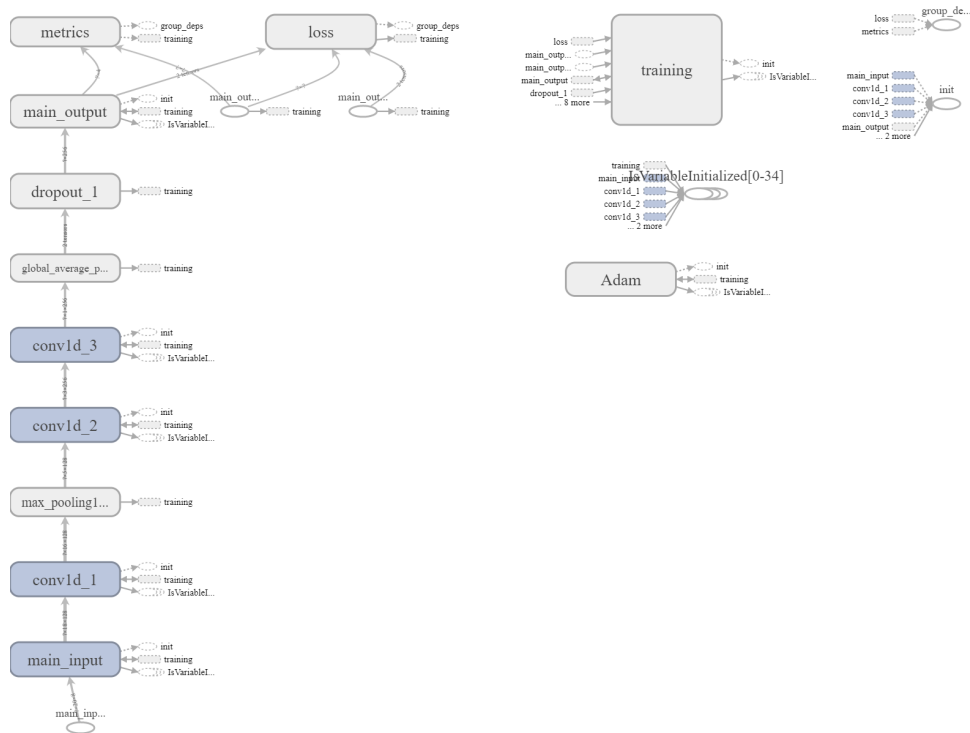 metrics
group_deps
training
loss
group_deps
training
main_output
init
training
IsVariableI...
main_out...
training
main_out...
training
dropout_1
training
global_average_p...
training
conv1d_3
init
training
IsVariableI...
conv1d_2
init
training
IsVariableI...
max_pooling1...
training
conv1d_1
init
training
IsVariableI...
main_input
init
training
IsVariableI...
main_inp...
loss
main_outp...
main_outp...
main_output
dropout_1
... 8 more
training
init
IsVariableI...
training
main_input
conv1d_1
conv1d_2
conv1d_3
... 2 more
IsVariableInitialized[0-34]
Adam
init
training
IsVariableI...
loss
metrics
group_de...
main_input
conv1d_1
conv1d_2
conv1d_3
main_output
... 2 more
init